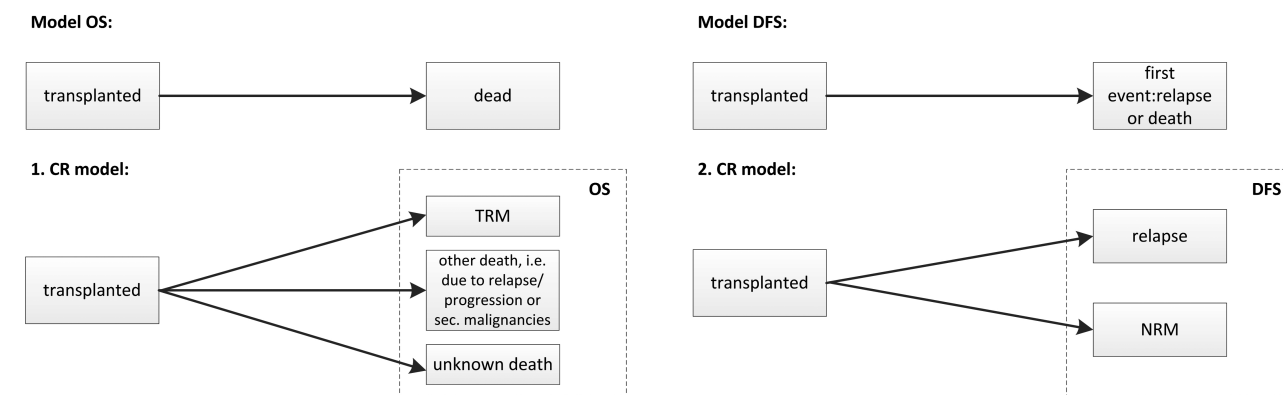 Model OS:
transplanted
dead
Model DFS:
transplanted
first
event:relapse
or death
1. CR model:
OS
transplanted
TRM
other death, i.e.
due to relapse/
progression or
sec. malignancies
unknown death
2. CR model:
DFS
transplanted
relapse
NRM